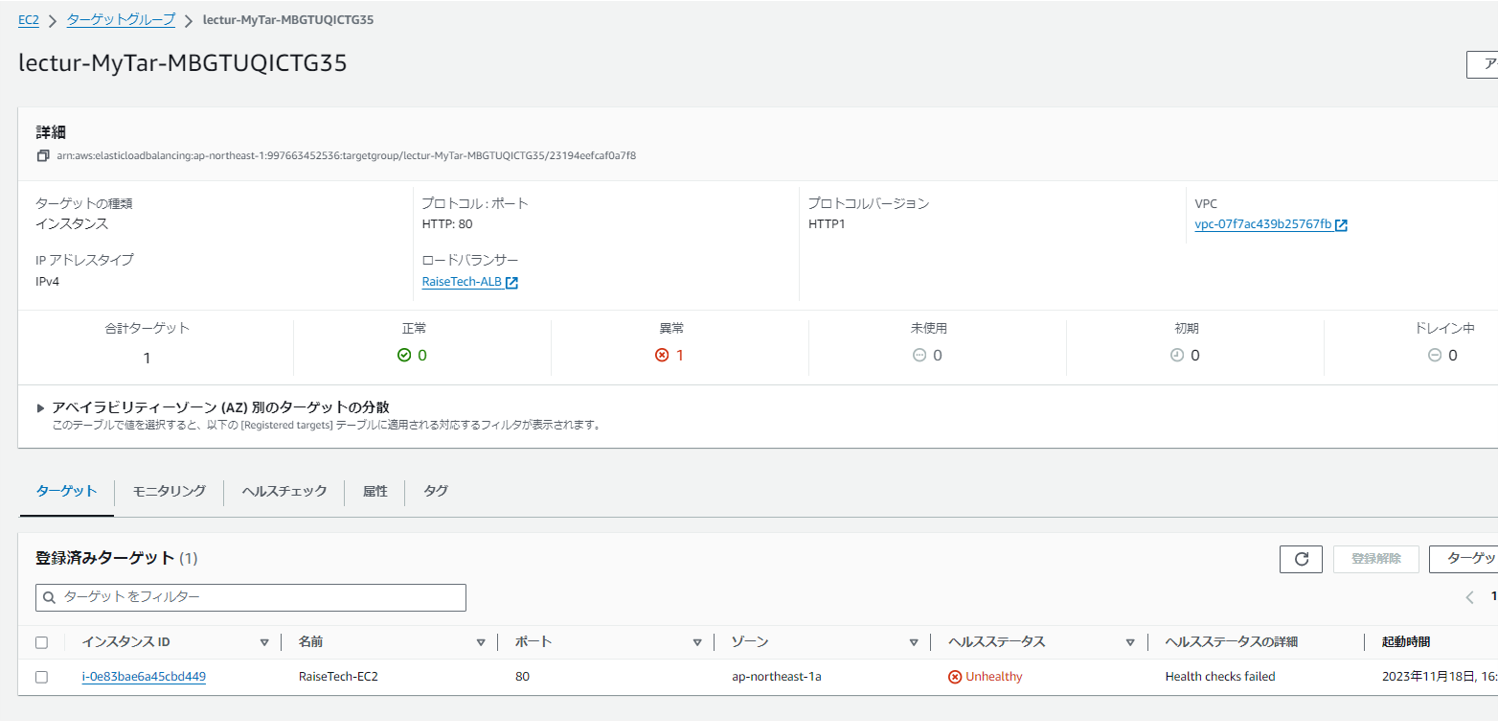 EC2 > ターゲットグループ > lectur-MyTar-MBGTUQICTG35
lectur-MyTar-MBGTUQICTG35
詳細
arn:aws:elasticloadbalancing:ap-northeast-1:997663452536:targetgroup/lectur-MyTar-MBGTUQICTG35/23194eefcaf0a7f8
ターゲットの種類
インスタンス
プロトコル : ポート
HTTP: 80
プロトコルバージョン
HTTP1
VPC
vpc-07f7ac439b25767fb
IP アドレスタイプ
IPv4
ロードバランサー
RaiseTech-ALB
合計ターゲット
1
正常
0
異常
1
未使用
0
初期
0
ドレイン中
0
アベイラビリティーゾーン (AZ) 別のターゲットの分散
このテーブルで値を選択すると、以下の [Registered targets] テーブルに適用される対応するフィルタが表示されます。
ターゲット モニタリング ヘルスチェック 属性 タグ
登録済みターゲット (1)
登録解除
ターゲッ
ターゲット をフィルター
1
インスタンス ID 名前 ポート ゾーン ヘルスステータス ヘルスステータスの詳細 起動時間
i-0e83bae6a45cbd449 RaiseTech-EC2 80 ap-northeast-1a Unhealthy Health checks failed 2023年11月18日, 16: